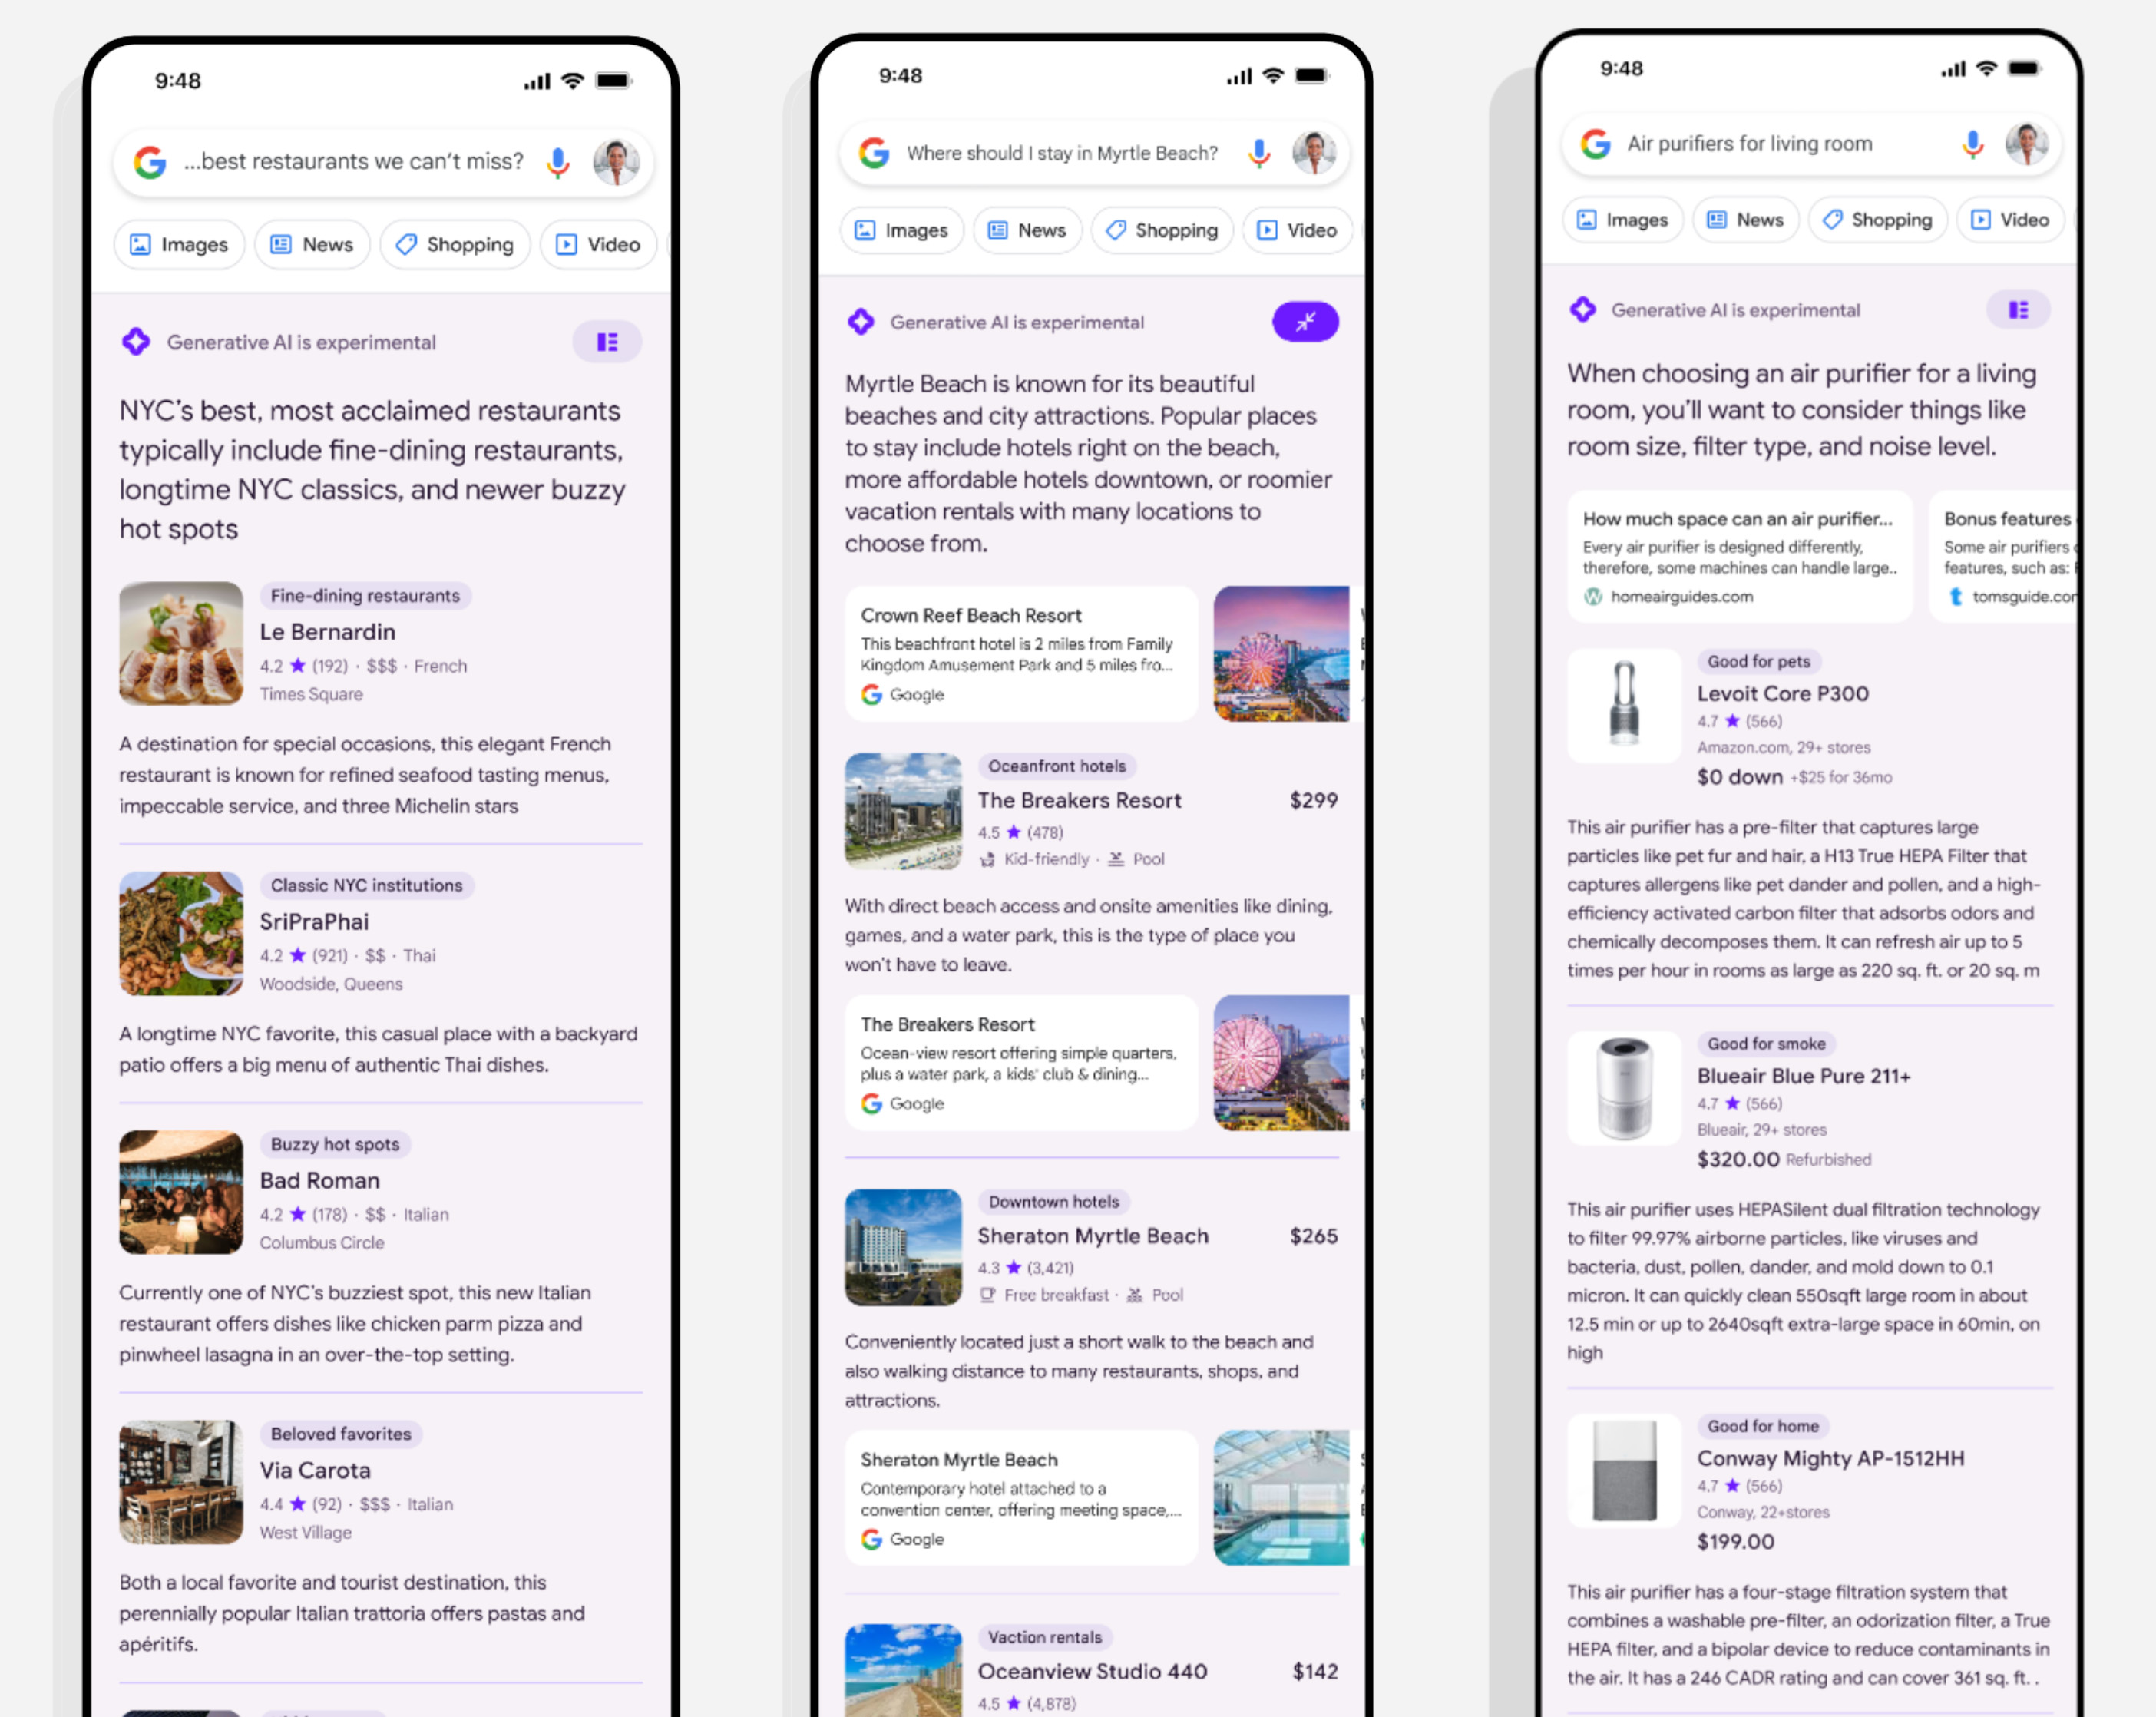 9:48
...best restaurants we can't miss?
Images
News
Shopping
Video
Generative AI is experimental
NYC's best, most acclaimed restaurants
typically include fine-dining restaurants,
longtime NYC classics, and newer buzzy
hot spots
Fine-dining restaurants
Le Bernardin
4.2 ★ (192) · $$$ · French
Times Square
A destination for special occasions, this elegant French
restaurant is known for refined seafood tasting menus,
impeccable service, and three Michelin stars
Classic NYC institutions
SriPraPhai
4.2 ★ (921) · $$ · Thai
Woodside, Queens
A longtime NYC favorite, this casual place with a backyard
patio offers a big menu of authentic Thai dishes.
Buzzy hot spots
Bad Roman
4.2 ★ (178) · $$ · Italian
Columbus Circle
Currently one of NYC's buzziest spot, this new Italian
restaurant offers dishes like chicken parm pizza and
pinwheel lasagna in an over-the-top setting.
Beloved favorites
Via Carota
4.4 ★ (92) · $$$ · Italian
West Village
Both a local favorite and tourist destination, this
perennially popular Italian trattoria offers pastas and
apéritifs.
9:48
Where should I stay in Myrtle Beach?
Images
News
Shopping
Video
Generative AI is experimental
Myrtle Beach is known for its beautiful
beaches and city attractions. Popular places
to stay include hotels right on the beach,
more affordable hotels downtown, or roomier
vacation rentals with many locations to
choose from.
Crown Reef Beach Resort
This beachfront hotel is 2 miles from Family
Kingdom Amusement Park and 5 miles fro...
Google
Oceanfront hotels
The Breakers Resort $299
4.5 ★ (478)
Kid-friendly · Pool
With direct beach access and onsite amenities like dining,
games, and a water park, this is the type of place you
won't have to leave.
The Breakers Resort
Ocean-view resort offering simple quarters,
plus a water park, a kids' club & dining...
Google
Downtown hotels
Sheraton Myrtle Beach $265
4.3 ★ (3,421)
Free breakfast · Pool
Conveniently located just a short walk to the beach and
also walking distance to many restaurants, shops, and
attractions.
Sheraton Myrtle Beach
Contemporary hotel attached to a
convention center, offering meeting space,...
Google
Vaction rentals
Oceanview Studio 440 $142
4.5 ★ (4,878)
9:48
Air purifiers for living room
Images
News
Shopping
Video
Generative AI is experimental
When choosing an air purifier for a living
room, you'll want to consider things like
room size, filter type, and noise level.
How much space can an air purifier...
Every air purifier is designed differently,
therefore, some machines can handle large..
homeairguides.com
Bonus features
Some air purifiers
features, such as:
tomsguide.com
Good for pets
Levoit Core P300
4.7 ★ (566)
Amazon.com, 29+ stores
$0 down +$25 for 36mo
This air purifier has a pre-filter that captures large
particles like pet fur and hair, a H13 True HEPA Filter that
captures allergens like pet dander and pollen, and a high-
efficiency activated carbon filter that adsorbs odors and
chemically decomposes them. It can refresh air up to 5
times per hour in rooms as large as 220 sq. ft. or 20 sq. m
Good for smoke
Blueair Blue Pure 211+
4.7 ★ (566)
Blueair, 29+ stores
$320.00 Refurbished
This air purifier uses HEPASilent dual filtration technology
to filter 99.97% airborne particles, like viruses and
bacteria, dust, pollen, dander, and mold down to 0.1
micron. It can quickly clean 550sqft large room in about
12.5 min or up to 2640sqft extra-large space in 60min, on
high
Good for home
Conway Mighty AP-1512HH
4.7 ★ (566)
Conway, 22+stores
$199.00
This air purifier has a four-stage filtration system that
combines a washable pre-filter, an odorization filter, a True
HEPA filter, and a bipolar device to reduce contaminants in
the air. It has a 246 CADR rating and can cover 361 sq. ft. .